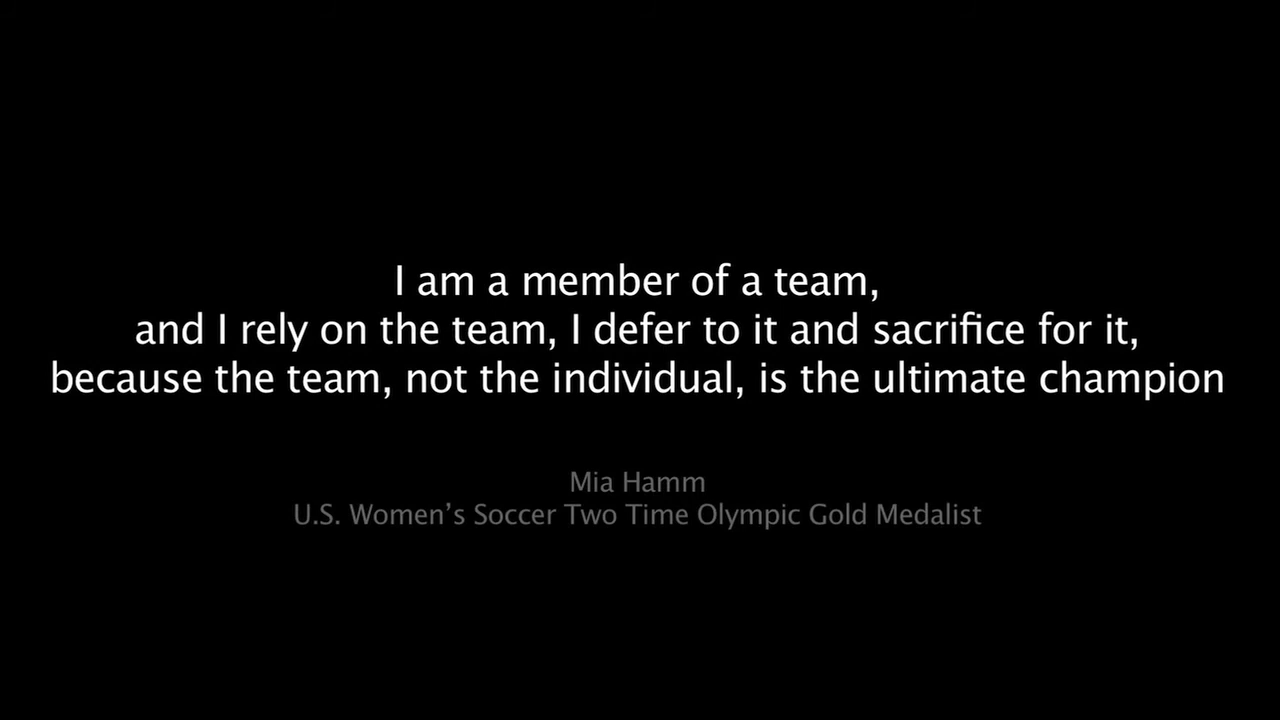 I am a member of a team,
and I rely on the team, I defer to it and sacrifice for it,
because the team, not the individual, is the ultimate champion
Mia Hamm
U.S. Women’s Soccer Two Time Olympic Gold Medalist